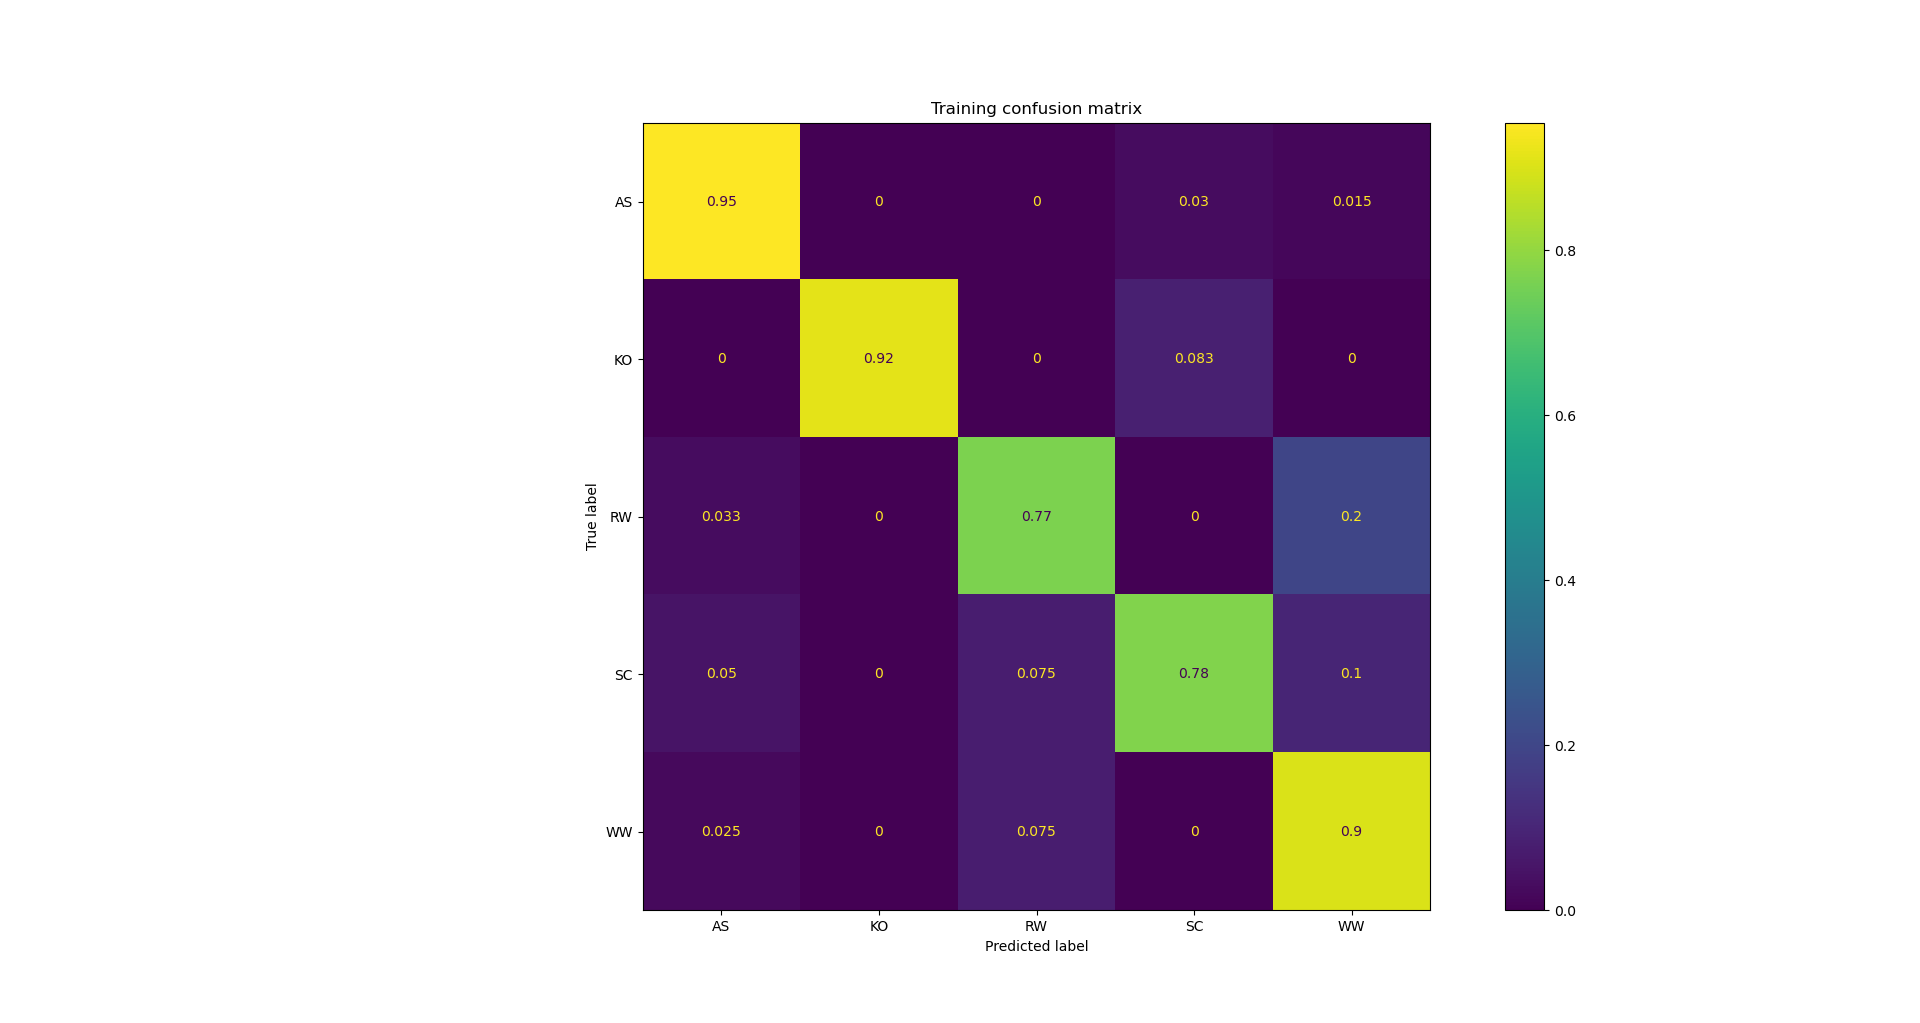 Training confusion matrix
AS 0.95 0 0 0.03 0.015
KO 0 0.92 0 0.083 0
RW 0.033 0 0.77 0 0.2
SC 0.05 0 0.075 0.78 0.1
WW 0.025 0 0.075 0 0.9
AS KO RW SC WW
Predicted label
True label
0.8
0.6
0.4
0.2
0.0